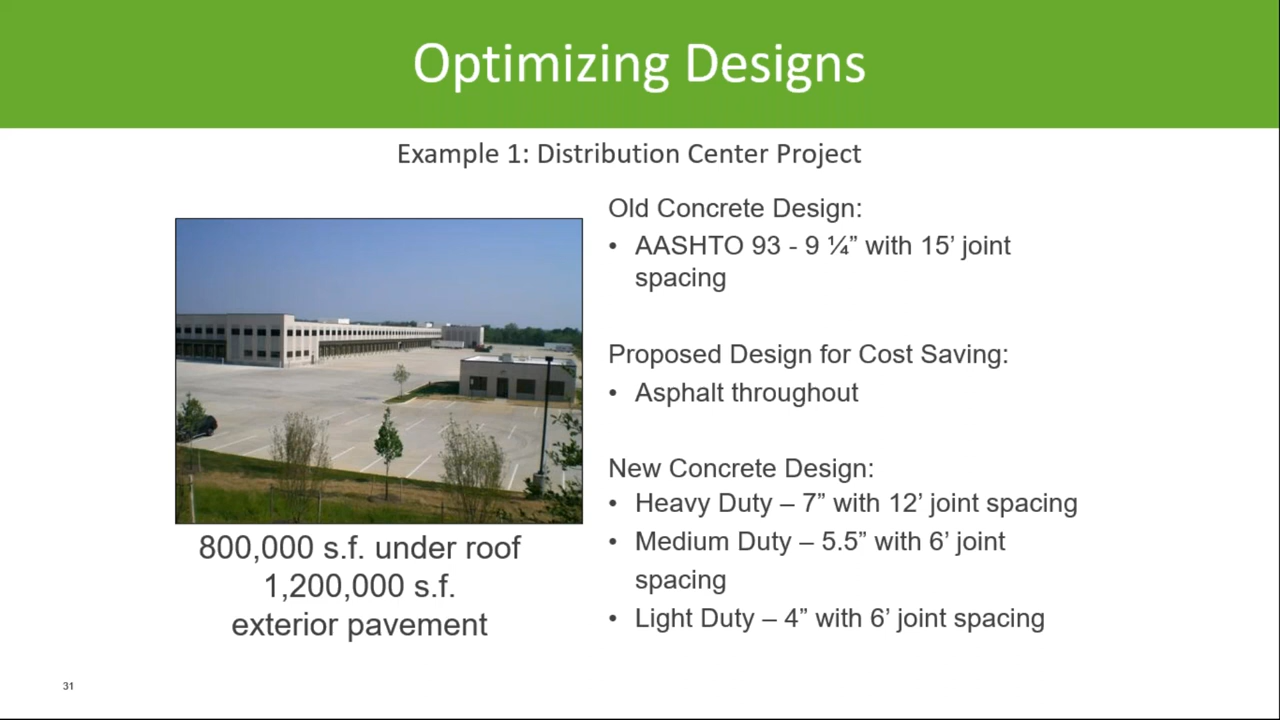 Optimizing Designs
Example 1: Distribution Center Project
Old Concrete Design:
• AASHTO 93 - 9 ¼” with 15’ joint
spacing
Proposed Design for Cost Saving:
• Asphalt throughout
New Concrete Design:
• Heavy Duty – 7” with 12’ joint spacing
• Medium Duty – 5.5” with 6’ joint
spacing
• Light Duty – 4” with 6’ joint spacing
800,000 s.f. under roof
1,200,000 s.f.
exterior pavement
31